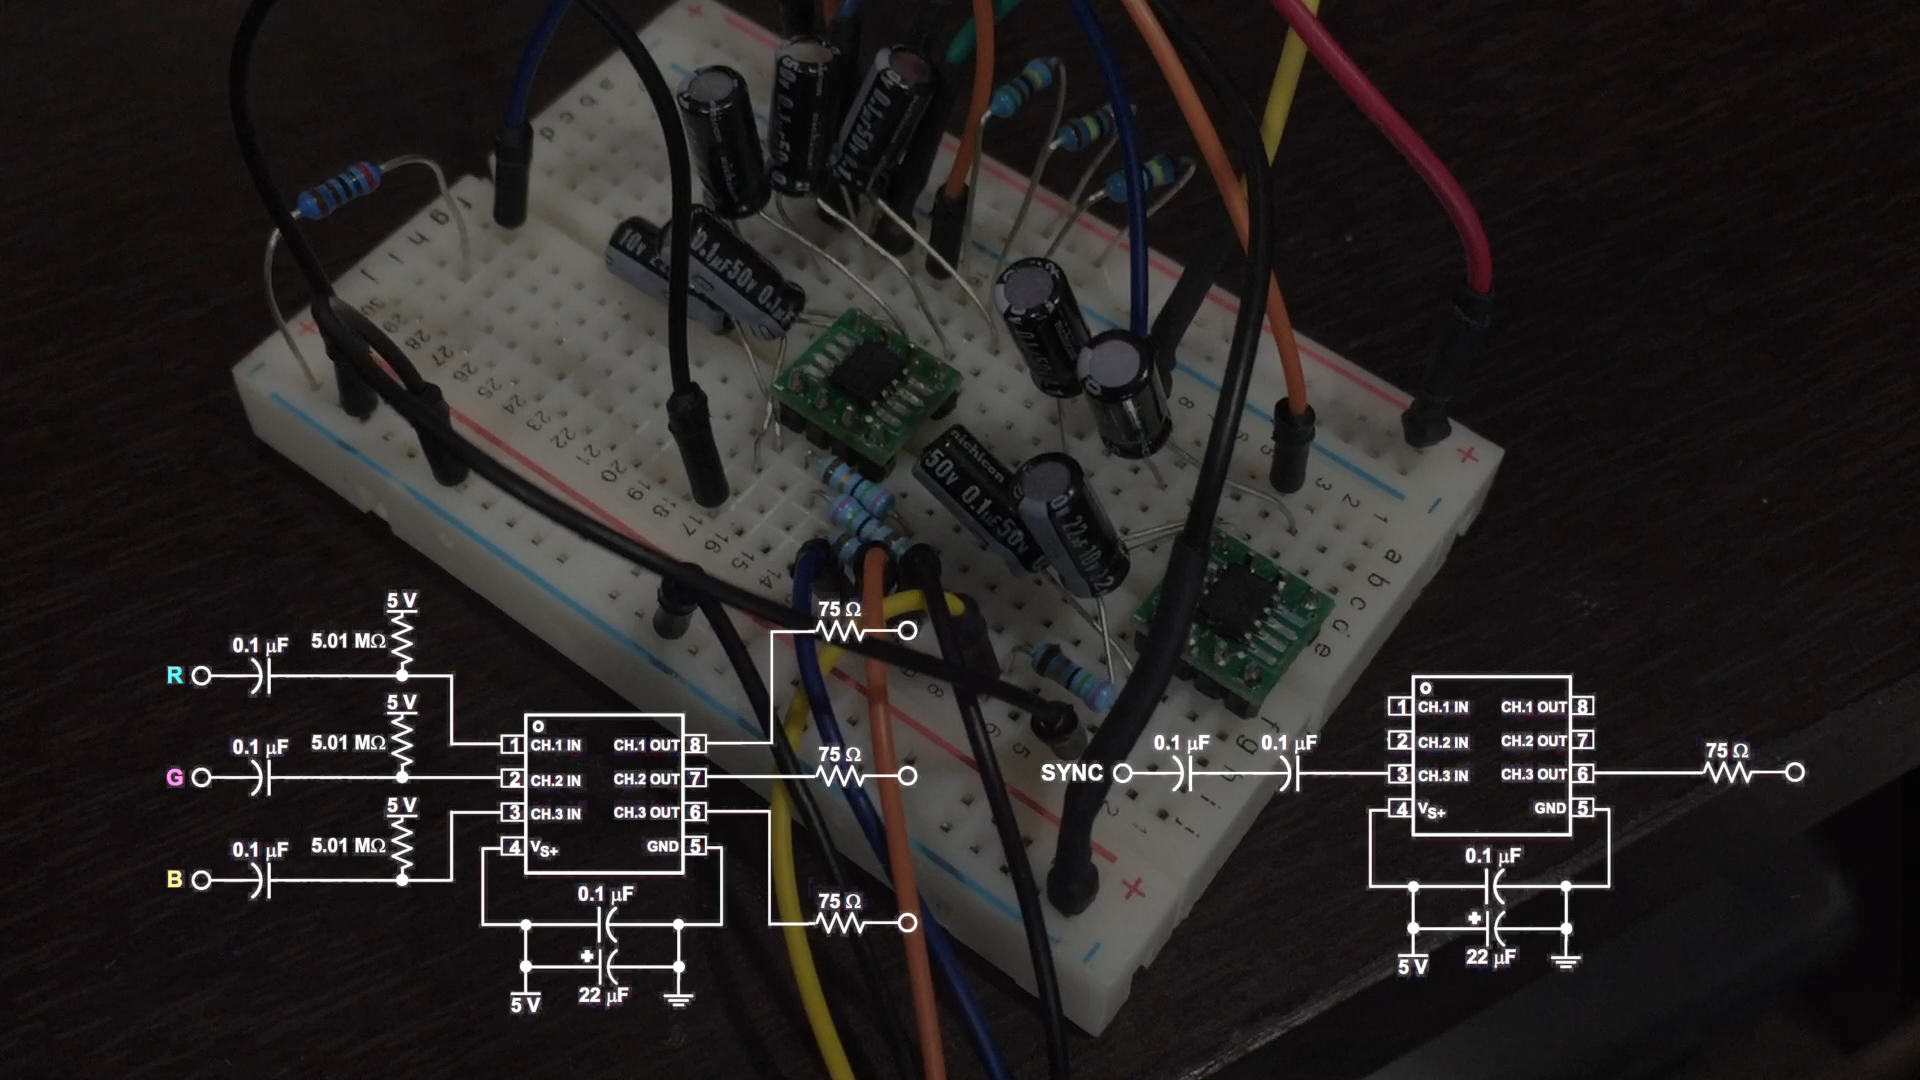 5 V
0.1 µF
5.01 MΩ
R
5 V
0.1 µF
5.01 MΩ
G
5 V
0.1 µF
5.01 MΩ
B
1 CH.1 IN CH.1 OUT 8
2 CH.2 IN CH.2 OUT 7
3 CH.3 IN CH.3 OUT 6
4 VS+ GND 5
0.1 µF
+
22 µF
5 V
75 Ω
75 Ω
75 Ω
SYNC
0.1 µF 0.1 µF
1 CH.1 IN CH.1 OUT 8
2 CH.2 IN CH.2 OUT 7
3 CH.3 IN CH.3 OUT 6
4 VS+ GND 5
75 Ω
0.1 µF
+
22 µF
5 V
0.1µF50v 0.1µF
10v
nichicon
50v 0.1µF50v
22µF10v22
a b c d
f g h i j
30
29
28
27
26
25
24
23
22
21
20
19
18
17
16
15
14
8
3
2
1
a b c d e
f g h i j